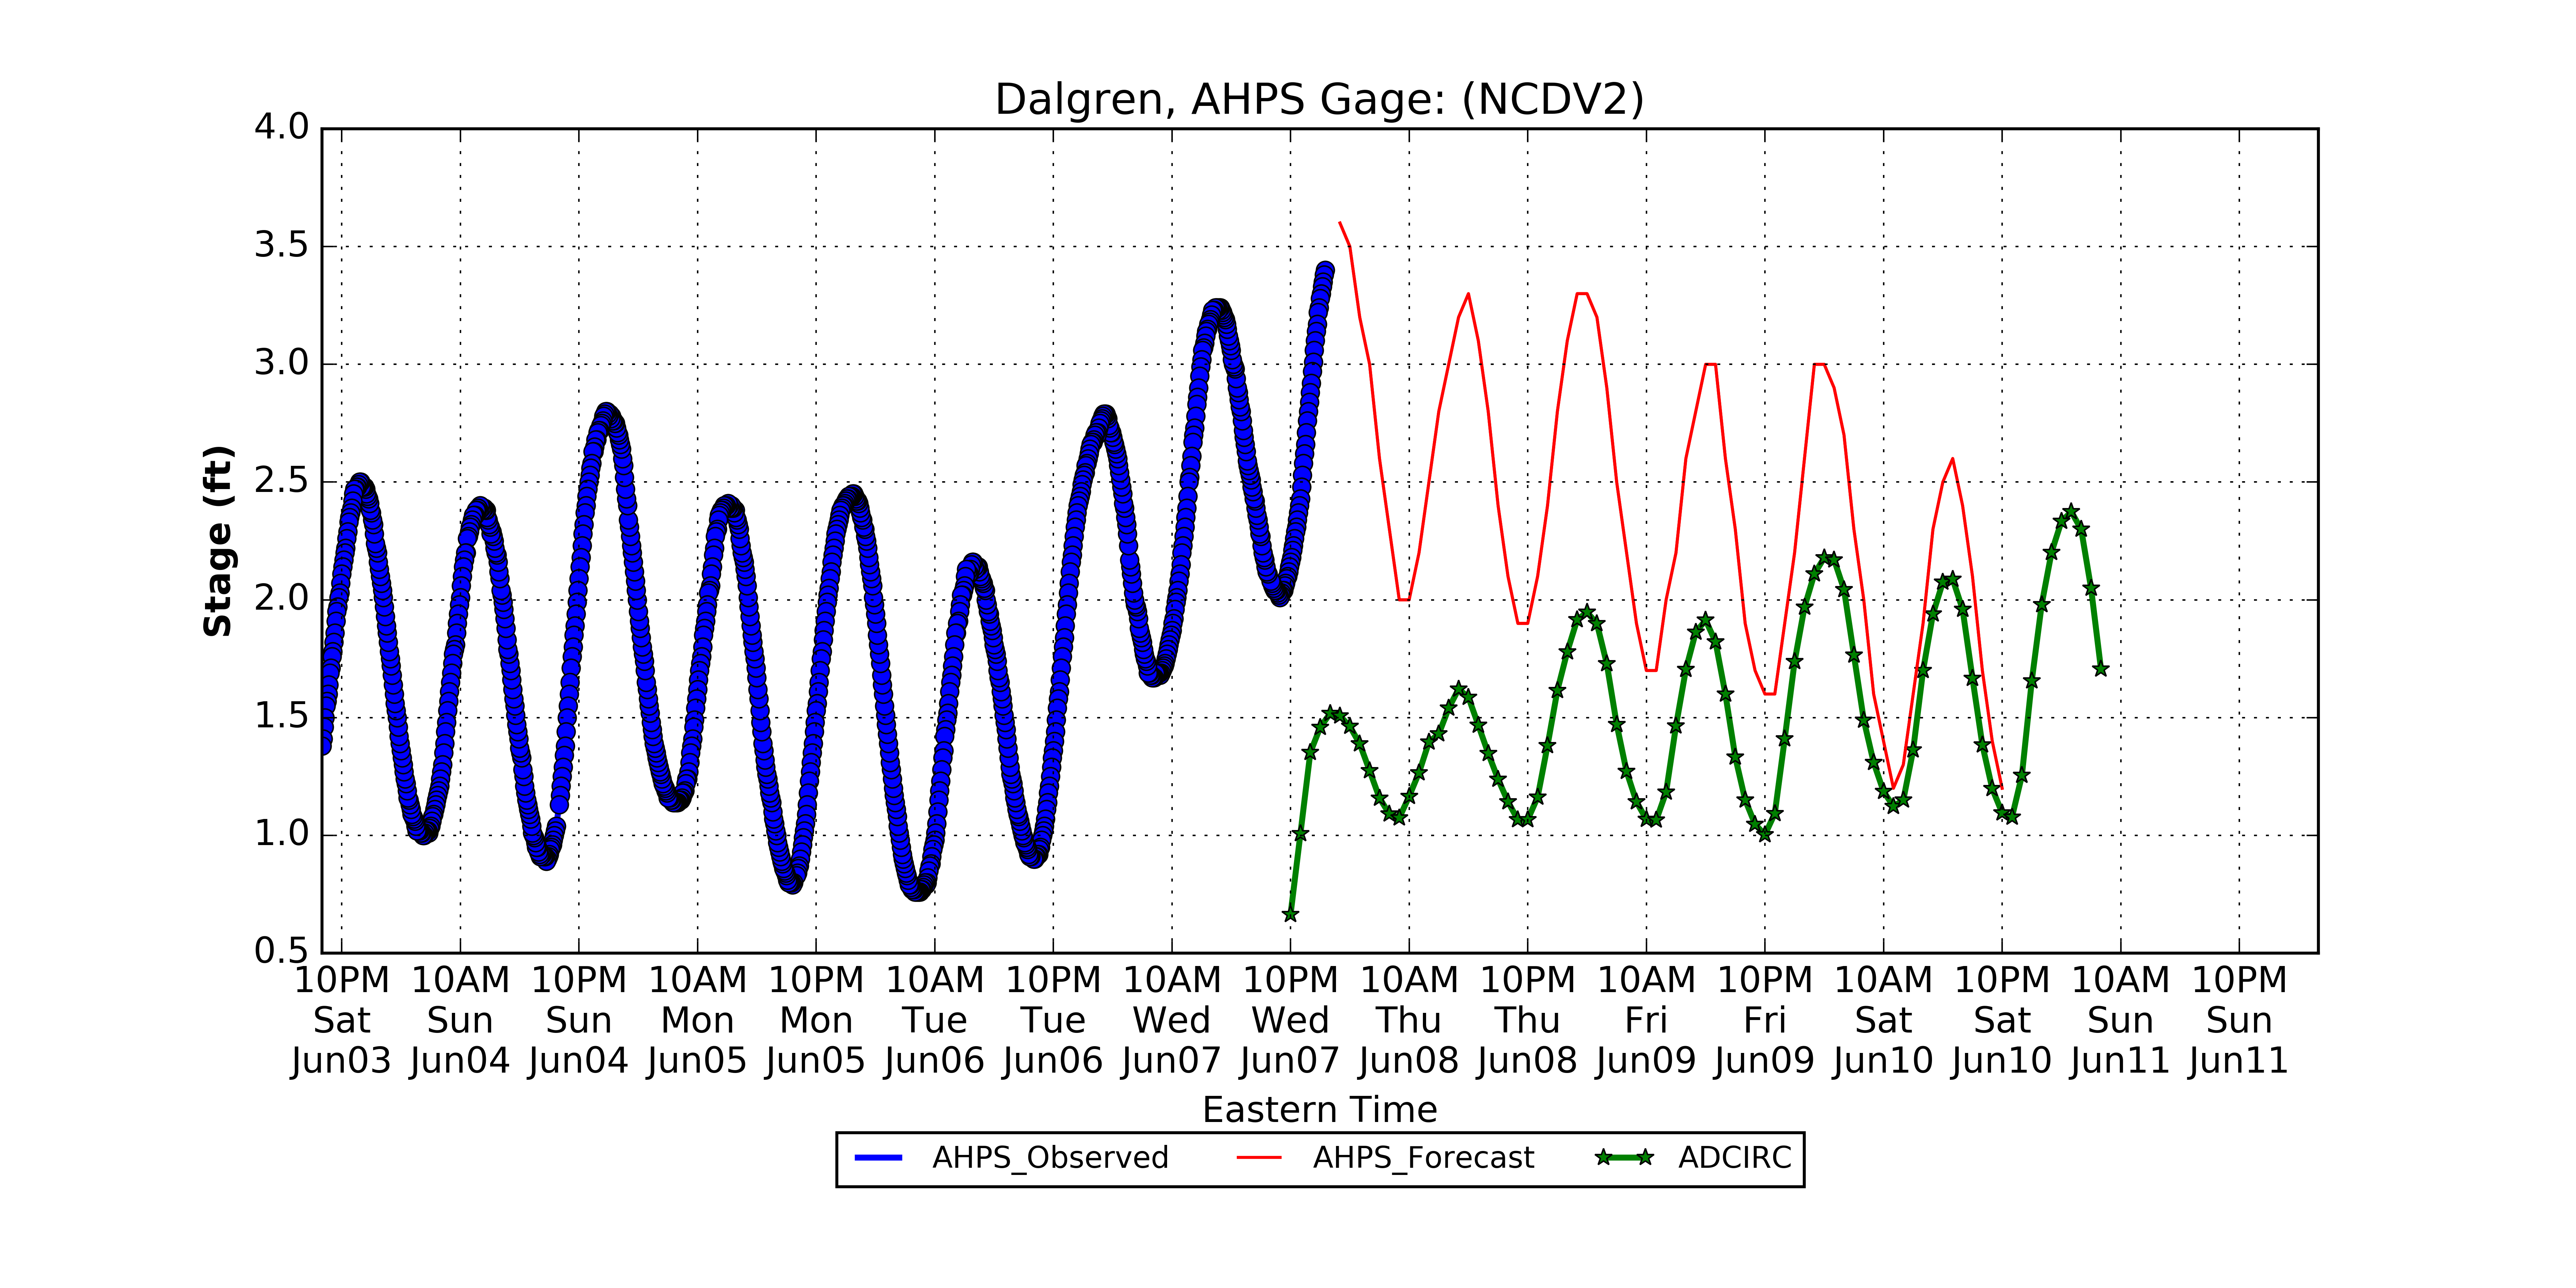 Dalgren, AHPS Gage: (NCDV2)
4.0
3.5
3.0
2.5
2.0
1.5
1.0
0.5
Stage (ft)
10PM 10AM 10PM 10AM 10PM 10AM 10PM 10AM 10PM 10AM 10PM 10AM 10PM 10AM 10PM 10AM 10PM
Sat Sun Sun Mon Mon Tue Tue Wed Wed Thu Thu Fri Fri Sat Sat Sun Sun
Jun03 Jun04 Jun04 Jun05 Jun05 Jun06 Jun06 Jun07 Jun07 Jun08 Jun08 Jun09 Jun09 Jun10 Jun10 Jun11 Jun11
Eastern Time
AHPS_Observed AHPS_Forecast ADCIRC